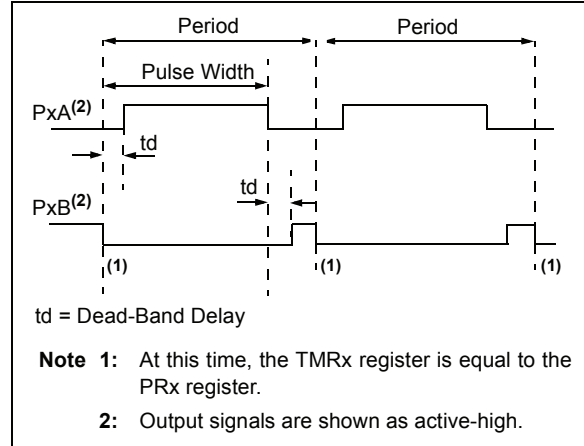 Period
Period
Pulse Width
PxA(2)
td
td
PxB(2)
(1)
(1)
(1)
td = Dead-Band Delay
Note 1: At this time, the TMRx register is equal to the
PRx register.
2: Output signals are shown as active-high.